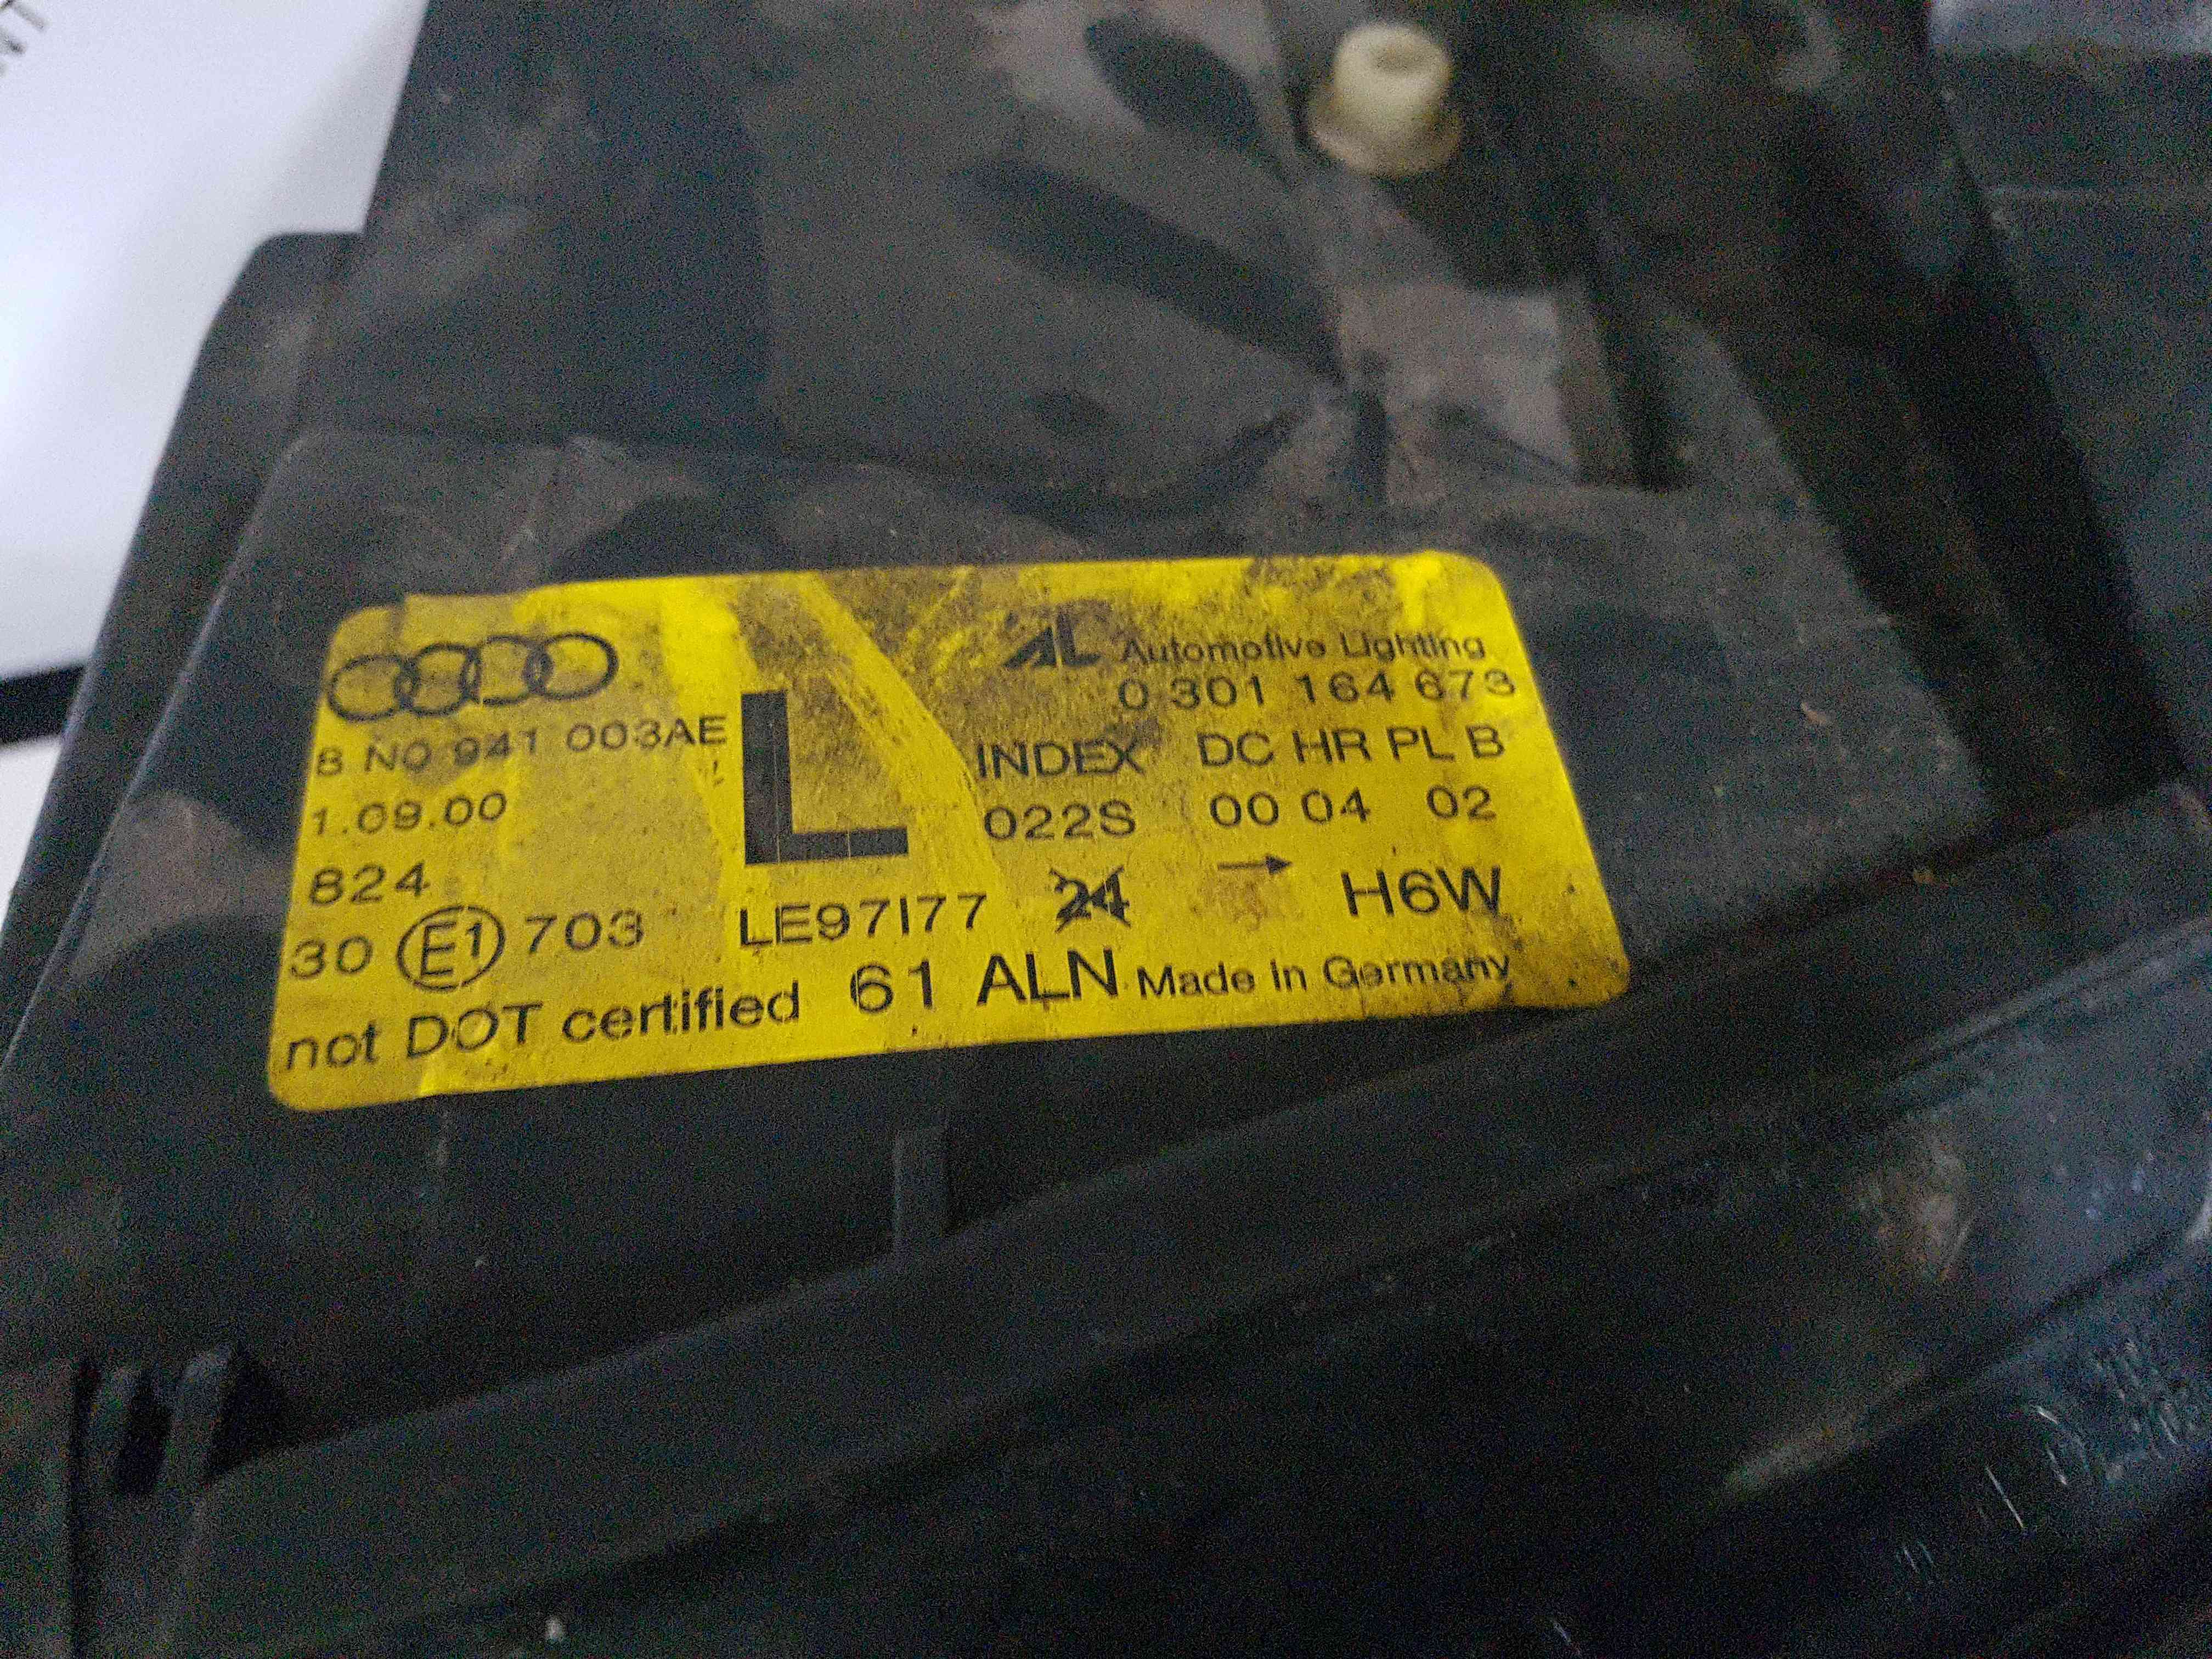 AL Automotive Lighting
0 301 164 673
8 N0 941 003AE
L
INDEX DC HR PL B
1.09.00
022S 00 04 02
824
30 E1 703 LE97177 24 → H6W
not DOT certified 61 ALN Made in Germany